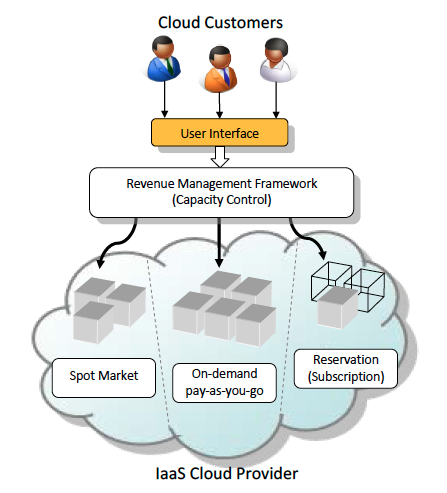 Cloud Customers
User Interface
Revenue Management Framework
(Capacity Control)
Spot Market
On-demand
pay-as-you-go
Reservation
(Subscription)
IaaS Cloud Provider